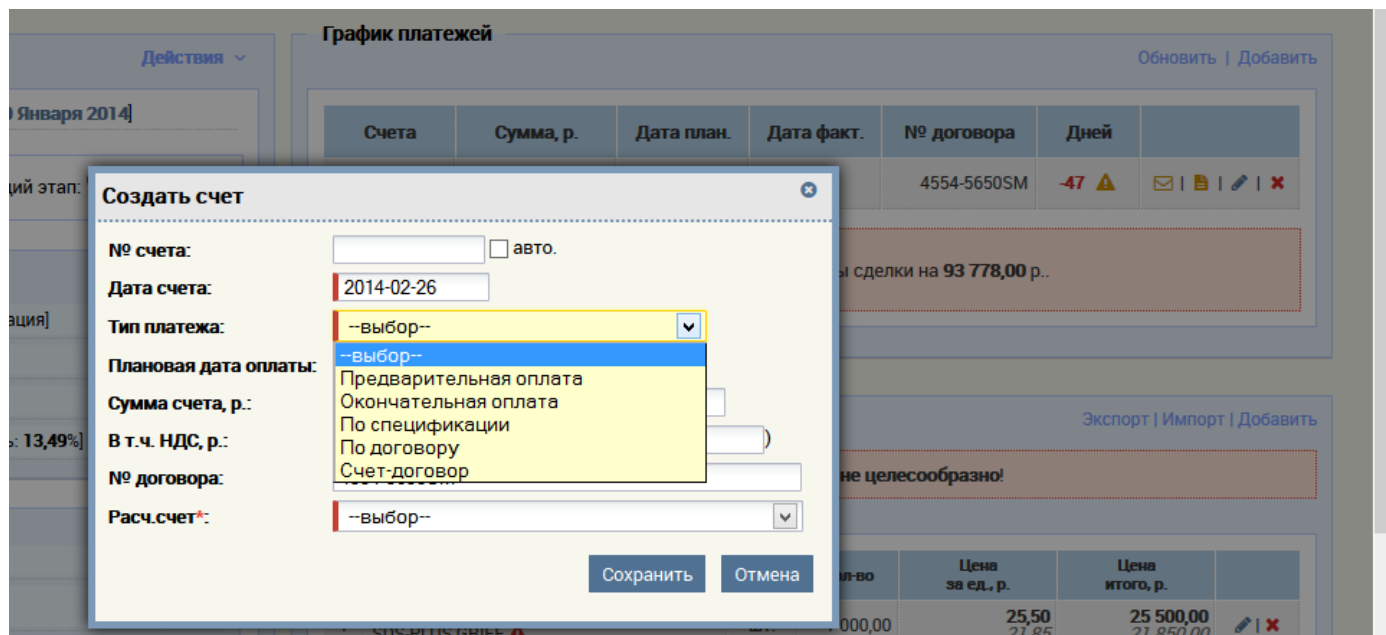 График платежей
Действия
Обновить | Добавить
Января 2014]
Счета Сумма, р. Дата план. Дата факт. № договора Дней
этап:
4554-5650SM -47
Создать счет
№ счета: авто.
сделки на 93 778,00 р..
Дата счета: 2014-02-26
Тип платежа: --выбор--
--выбор--
Плановая дата оплаты:
Предварительная оплата
Окончательная оплата
Сумма счета, р.:
По спецификации
Экспорт | Импорт | Добавить
13,49%]
В т.ч. НДС, р.: )
По договору
Счет-договор
№ договора:
не целесообразно!
Расч.счет*: --выбор--
Сохранить Отмена
Цена за ед., р.
Цена итого, р.
000,00 25,50 25 500,00
21,85 21 850,00